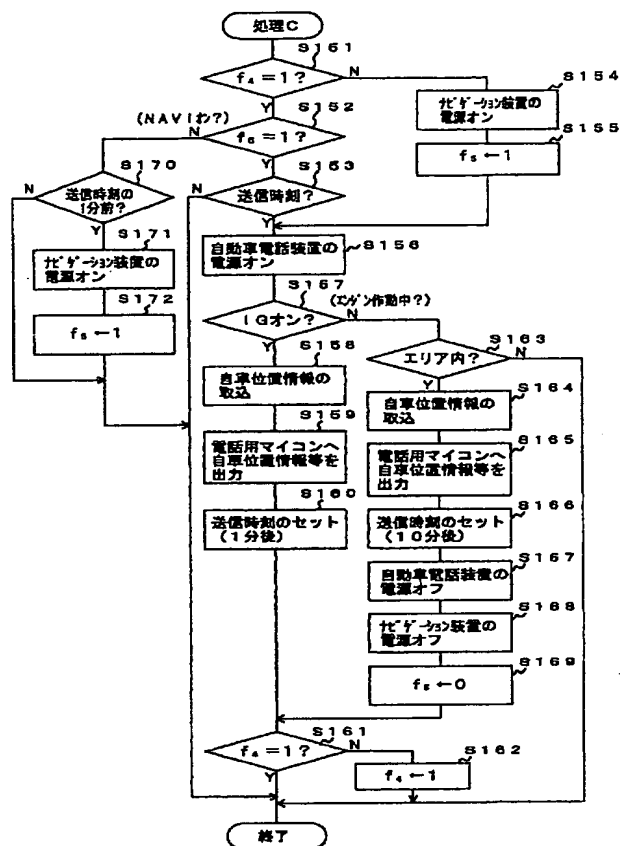 処理C
S151
f₄=1?
N
Y
S154
ナビゲーション装置の
電源オン
S155
f₅←1
(NAVIオン?)
S152
f₅=1?
N
Y
S153
送信時刻?
N
Y
S170
送信時刻の
1分前?
N
Y
S171
ナビゲーション装置の
電源オン
S172
f₅←1
S156
自動車電話装置の
電源オン
S157
IGオン?
(エンジン作動中?)
N
Y
S158
自車位置情報の
取込
S159
電話用マイコンへ
自車位置情報等を
出力
S160
送信時刻のセット
(1分後)
S163
エリア内?
N
Y
S164
自車位置情報の
取込
S165
電話用マイコンへ
自車位置情報等を
出力
S166
送信時刻のセット
(10分後)
S167
自動車電話装置の
電源オフ
S168
ナビゲーション装置の
電源オフ
S169
f₅←0
S161
f₄=1?
N
Y
S162
f₄←1
終了